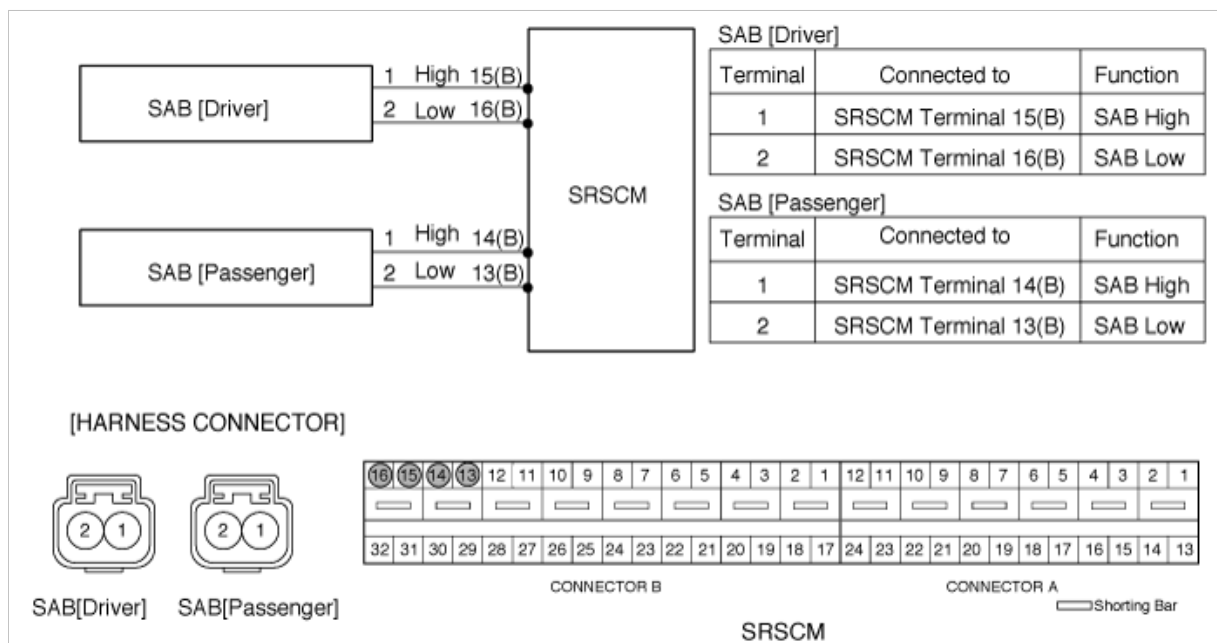 SAB [Driver]
1 High 15(B)
2 Low 16(B)
SAB [Passenger]
1 High 14(B)
2 Low 13(B)
SRSCM
SAB [Driver]
Terminal Connected to Function
1 SRSCM Terminal 15(B) SAB High
2 SRSCM Terminal 16(B) SAB Low
SAB [Passenger]
Terminal Connected to Function
1 SRSCM Terminal 14(B) SAB High
2 SRSCM Terminal 13(B) SAB Low
[HARNESS CONNECTOR]
2 1
SAB[Driver]
2 1
SAB[Passenger]
16 15 14 13 12 11 10 9 8 7 6 5 4 3 2 1 12 11 10 9 8 7 6 5 4 3 2 1
32 31 30 29 28 27 26 25 24 23 22 21 20 19 18 17 24 23 22 21 20 19 18 17 16 15 14 13
CONNECTOR B CONNECTOR A
Shorting Bar
SRSCM